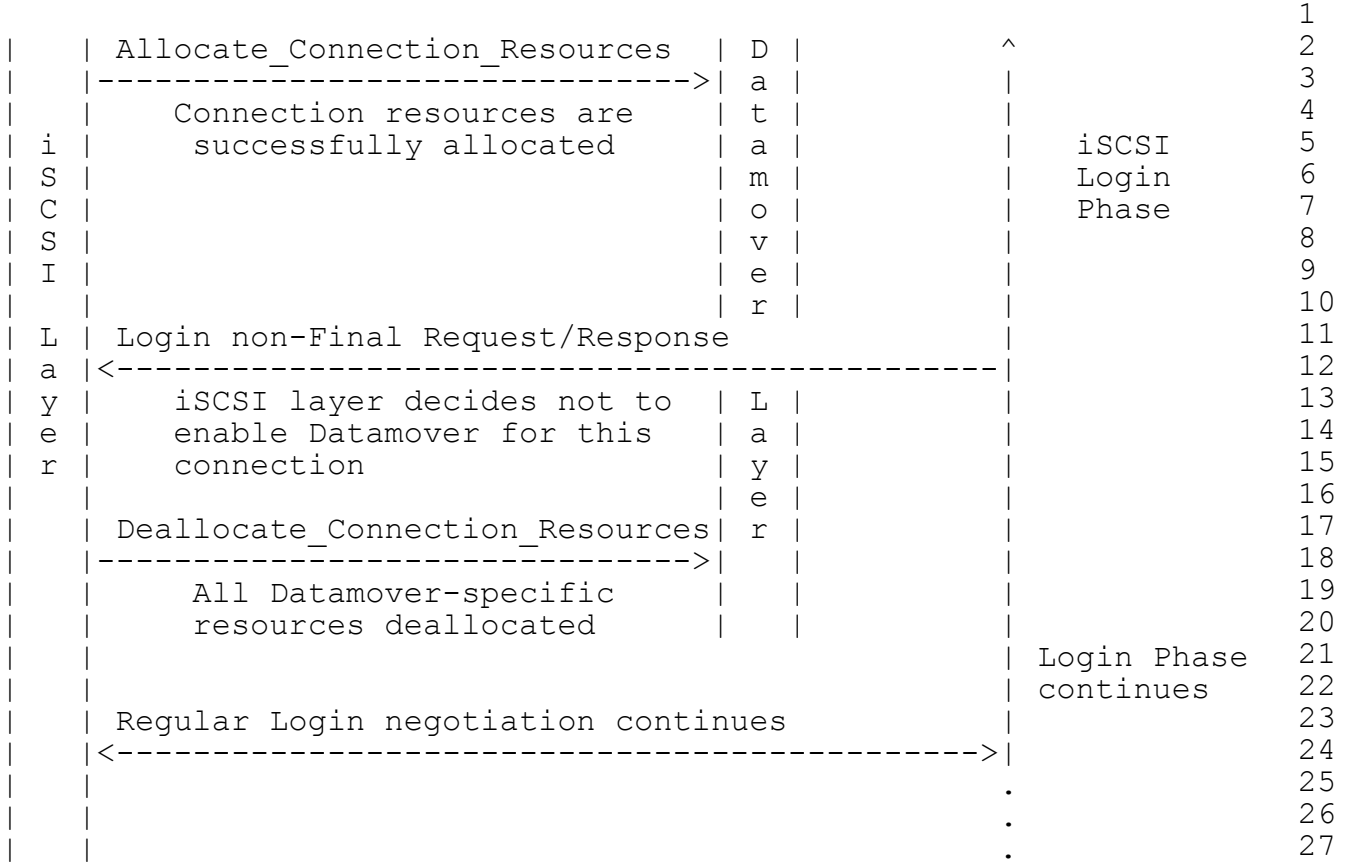 1
|   | Allocate_Connection_Resources  | D |          ^              2
|   |------------------------------->| a |          |              3
|   |    Connection resources are    | t |          |              4
| i |     successfully allocated     | a |          |   iSCSI      5
| S |                                | m |          |   Login      6
| C |                                | o |          |   Phase      7
| S |                                | v |          |              8
| I |                                | e |          |              9
|   |                                | r |          |              10
| L | Login non-Final Request/Response              |              11
| a |<----------------------------------------------|              12
| y |    iSCSI layer decides not to  | L |          |              13
| e |    enable Datamover for this   | a |          |              14
| r |    connection                  | y |          |              15
|   |                                | e |          |              16
|   | Deallocate_Connection_Resources| r |          |              17
|   |------------------------------->|   |          |              18
|   |     All Datamover-specific     |   |          |              19
|   |     resources deallocated      |   |          |              20
|   |                                               | Login Phase  21
|   |                                               | continues    22
|   | Regular Login negotiation continues           |              23
|   |<--------------------------------------------->|              24
|   |                                               .              25
|   |                                               .              26
|   |                                               .              27